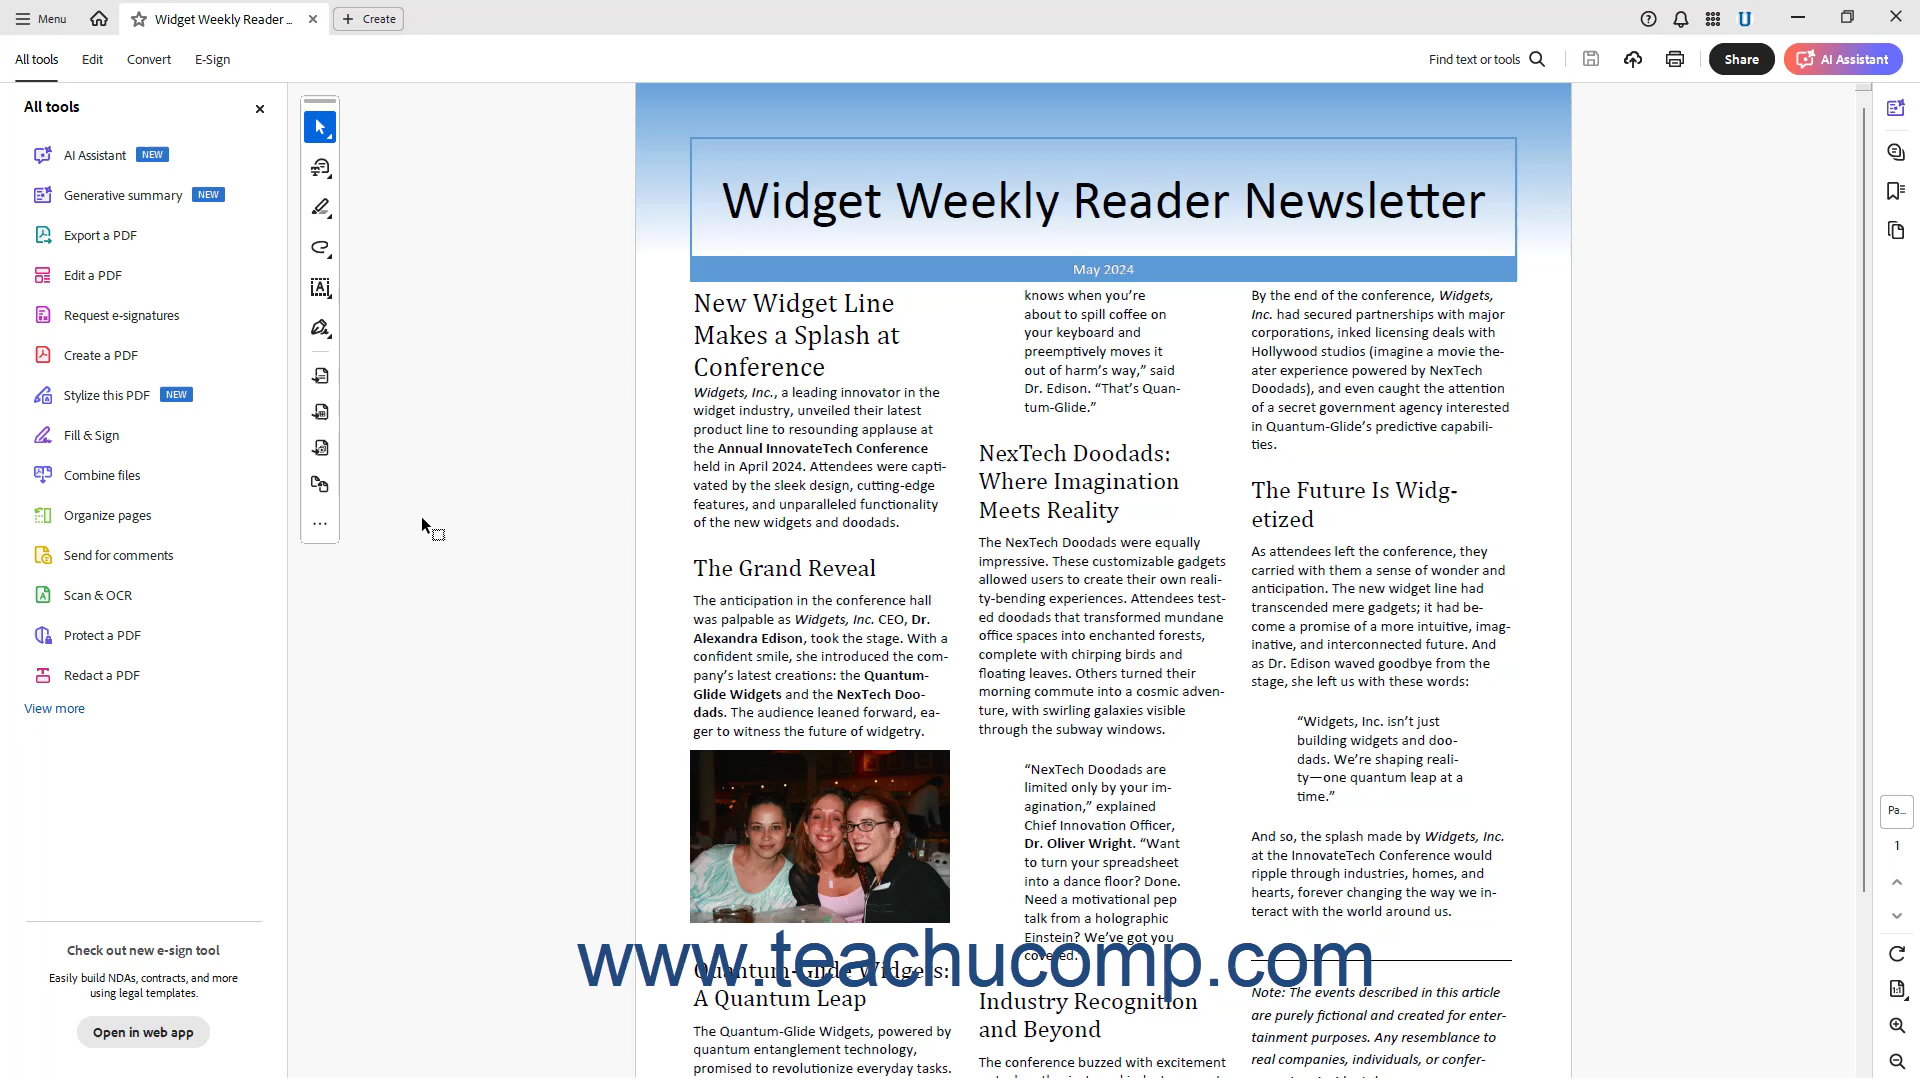 Menu
Widget Weekly Reader ...
Create
All tools
Edit
Convert
E-Sign
Find text or tools
Share
AI Assistant
All tools
AI Assistant NEW
Generative summary NEW
Export a PDF
Edit a PDF
Request e-signatures
Create a PDF
Stylize this PDF NEW
Fill & Sign
Combine files
Organize pages
Send for comments
Scan & OCR
Protect a PDF
Redact a PDF
View more
Check out new e-sign tool
Easily build NDAs, contracts, and more
using legal templates.
Open in web app
Widget Weekly Reader Newsletter
May 2024
New Widget Line
Makes a Splash at
Conference
Widgets, Inc., a leading innovator in the
widget industry, unveiled their latest
product line to resounding applause at
the Annual InnovateTech Conference
held in April 2024. Attendees were capti-
vated by the sleek design, cutting-edge
features, and unparalleled functionality
of the new widgets and doodads.
The Grand Reveal
The anticipation in the conference hall
was palpable as Widgets, Inc. CEO, Dr.
Alexandra Edison, took the stage. With a
confident smile, she introduced the com-
pany's latest creations: the Quantum-
Glide Widgets and the NexTech Doo-
dads. The audience leaned forward, ea-
ger to witness the future of widgetry.
Quantum-Glide Widgets:
A Quantum Leap
The Quantum-Glide Widgets, powered by
quantum entanglement technology,
promised to revolutionize everyday tasks.
knows when you're
about to spill coffee on
your keyboard and
preemptively moves it
out of harm's way," said
Dr. Edison. "That's Quan-
tum-Glide."
NexTech Doodads:
Where Imagination
Meets Reality
The NexTech Doodads were equally
impressive. These customizable gadgets
allowed users to create their own reali-
ty-bending experiences. Attendees test-
ed doodads that transformed mundane
office spaces into enchanted forests,
complete with chirping birds and
floating leaves. Others turned their
morning commute into a cosmic adven-
ture, with swirling galaxies visible
through the subway windows.
"NexTech Doodads are
limited only by your im-
agination," explained
Chief Innovation Officer,
Dr. Oliver Wright. "Want
to turn your spreadsheet
into a dance floor? Done.
Need a motivational pep
talk from a holographic
Einstein? We've got you
covered."
Industry Recognition
and Beyond
The conference buzzed with excitement
By the end of the conference, Widgets,
Inc. had secured partnerships with major
corporations, inked licensing deals with
Hollywood studios (imagine a movie the-
ater experience powered by NexTech
Doodads), and even caught the attention
of a secret government agency interested
in Quantum-Glide's predictive capabili-
ties.
The Future Is Widg-
etized
As attendees left the conference, they
carried with them a sense of wonder and
anticipation. The new widget line had
transcended mere gadgets; it had be-
come a promise of a more intuitive, imag-
inative, and interconnected future. And
as Dr. Edison waved goodbye from the
stage, she left us with these words:
"Widgets, Inc. isn't just
building widgets and doo-
dads. We're shaping reali-
ty—one quantum leap at a
time."
And so, the splash made by Widgets, Inc.
at the InnovateTech Conference would
ripple through industries, homes, and
hearts, forever changing the way we in-
teract with the world around us.
Note: The events described in this article
are purely fictional and created for enter-
tainment purposes. Any resemblance to
real companies, individuals, or confer-
www.teachucomp.com
Pa...
1